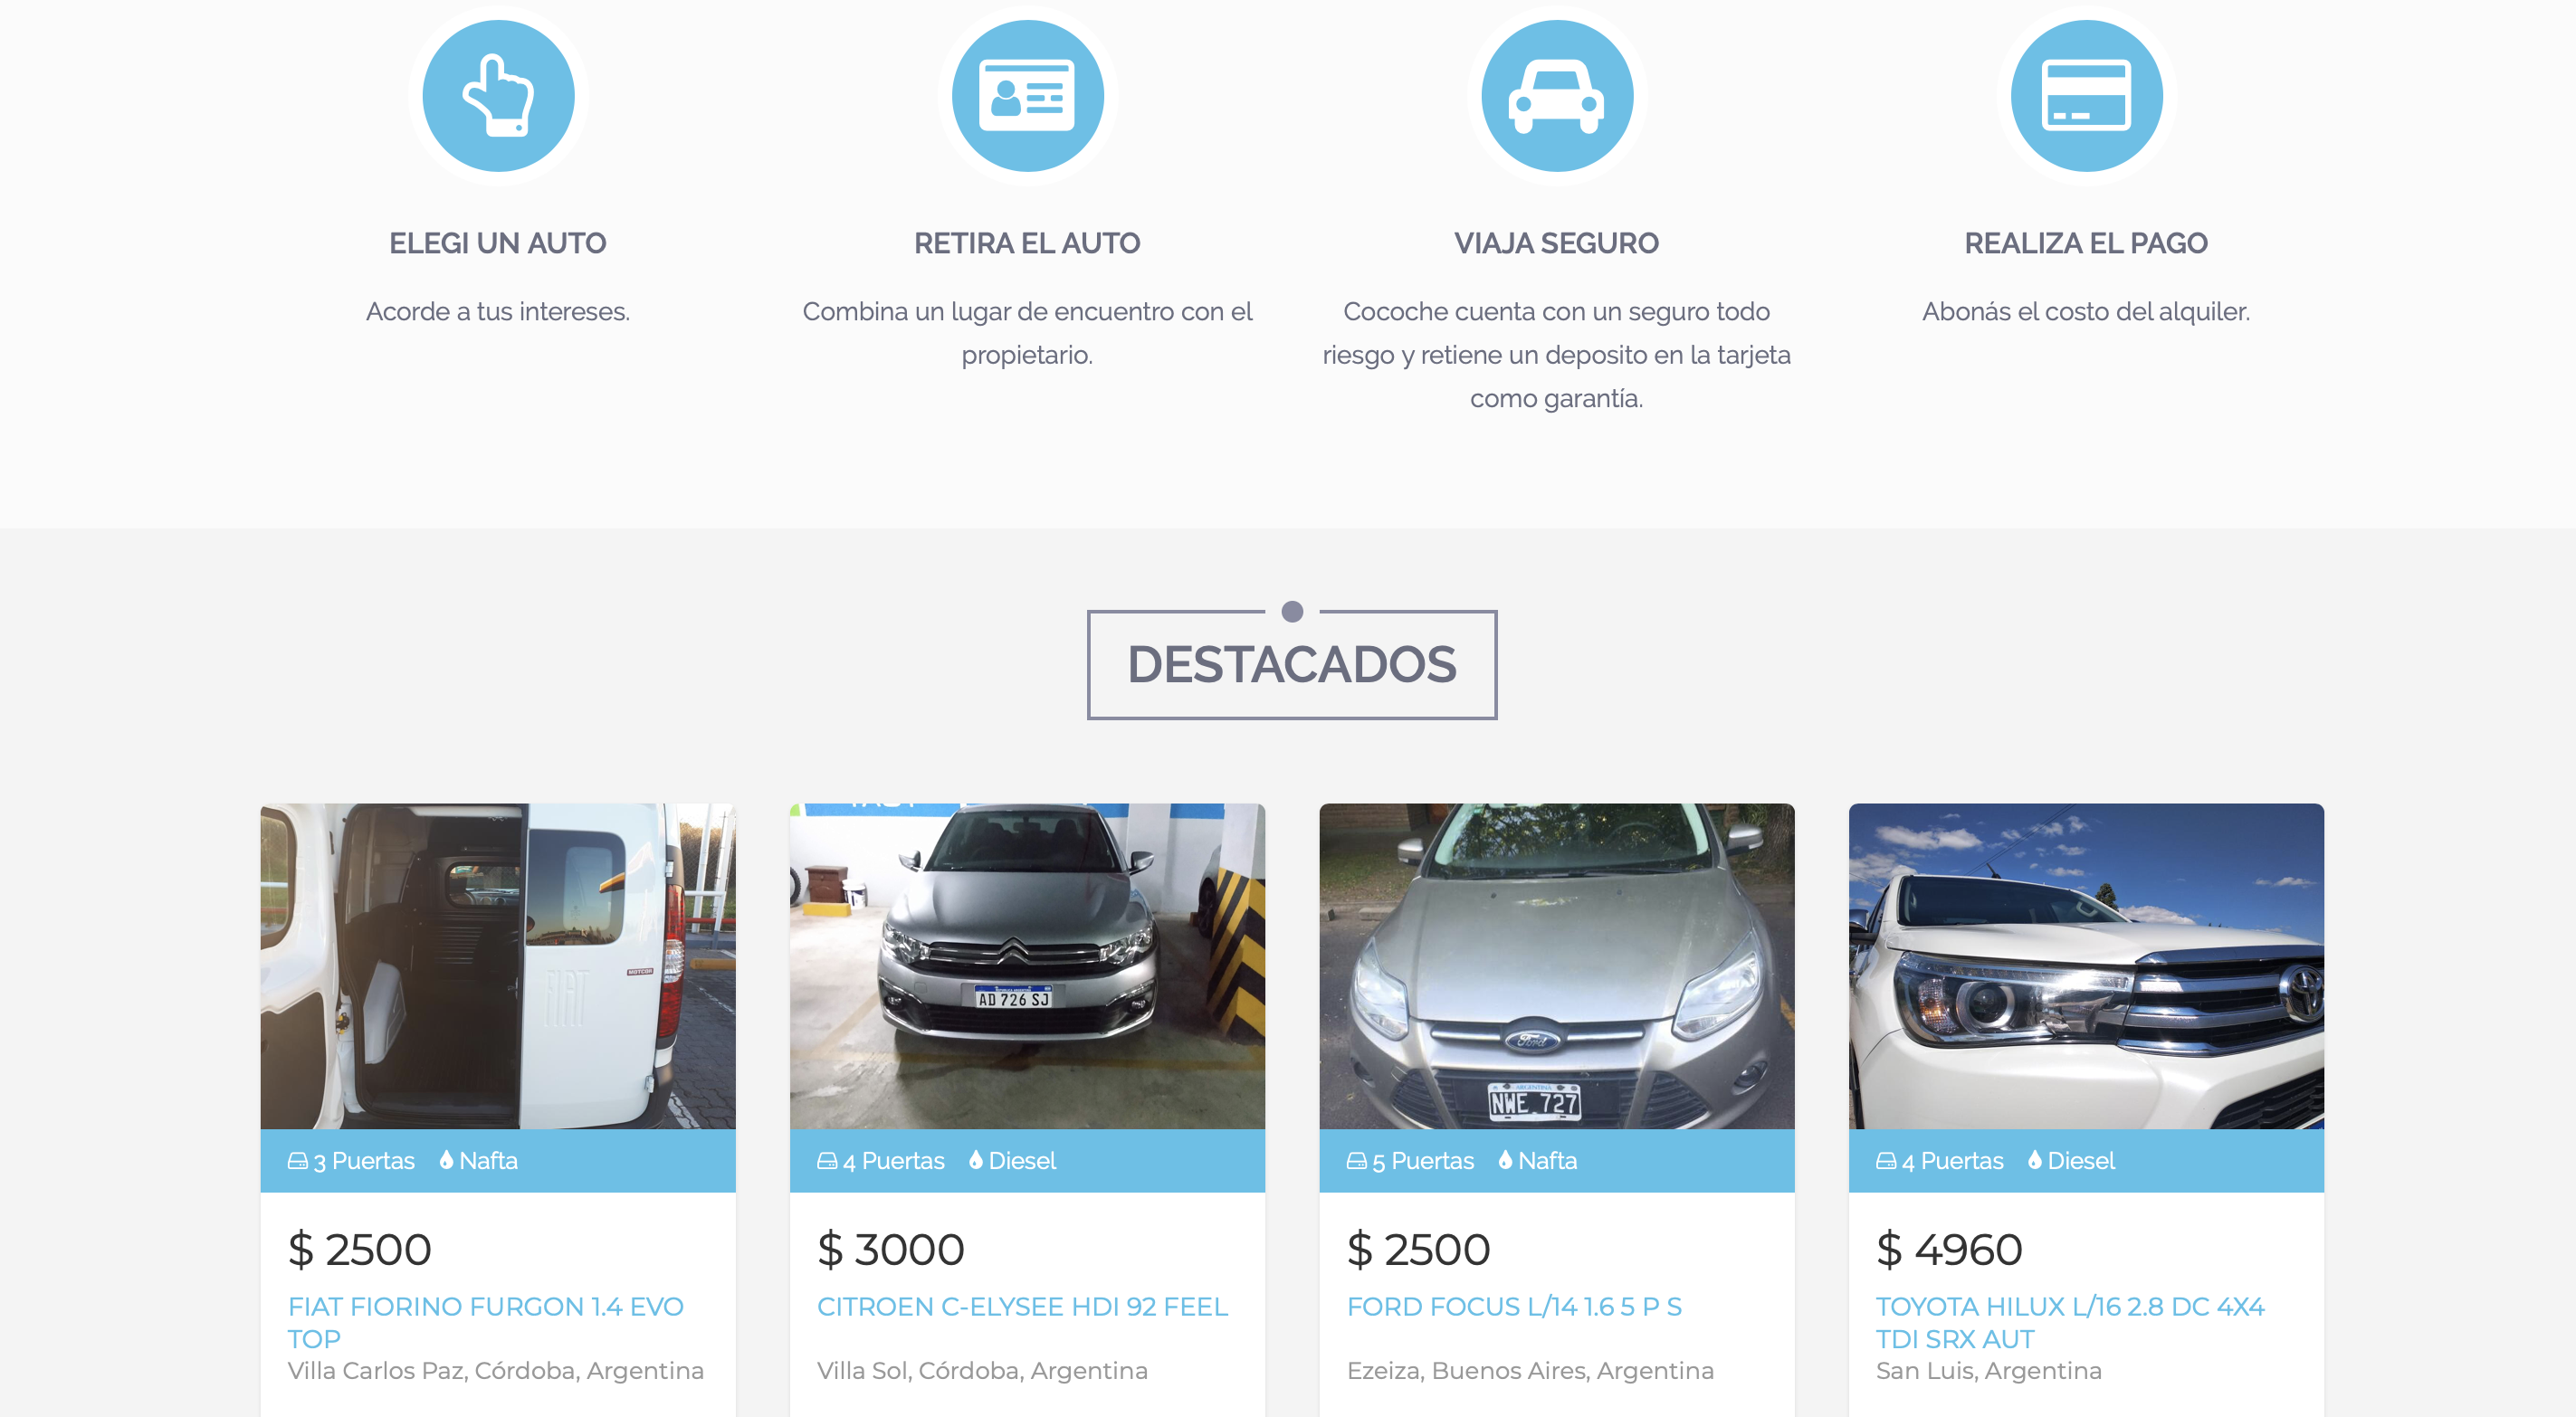 ELEGI UN AUTO
Acorde a tus intereses.
RETIRA EL AUTO
Combina un lugar de encuentro con el
propietario.
VIAJA SEGURO
Cocoche cuenta con un seguro todo
riesgo y retiene un deposito en la tarjeta
como garantía.
REALIZA EL PAGO
Abonás el costo del alquiler.
DESTACADOS
FIAT
MOTCOR
3 Puertas Nafta
$ 2500
FIAT FIORINO FURGON 1.4 EVO
TOP
Villa Carlos Paz, Córdoba, Argentina
AD 726 SJ
4 Puertas Diesel
$ 3000
CITROEN C-ELYSEE HDI 92 FEEL
Villa Sol, Córdoba, Argentina
Ford
ARGENTINA
NWE 727
5 Puertas Nafta
$ 2500
FORD FOCUS L/14 1.6 5 P S
Ezeiza, Buenos Aires, Argentina
4 Puertas Diesel
$ 4960
TOYOTA HILUX L/16 2.8 DC 4X4
TDI SRX AUT
San Luis, Argentina